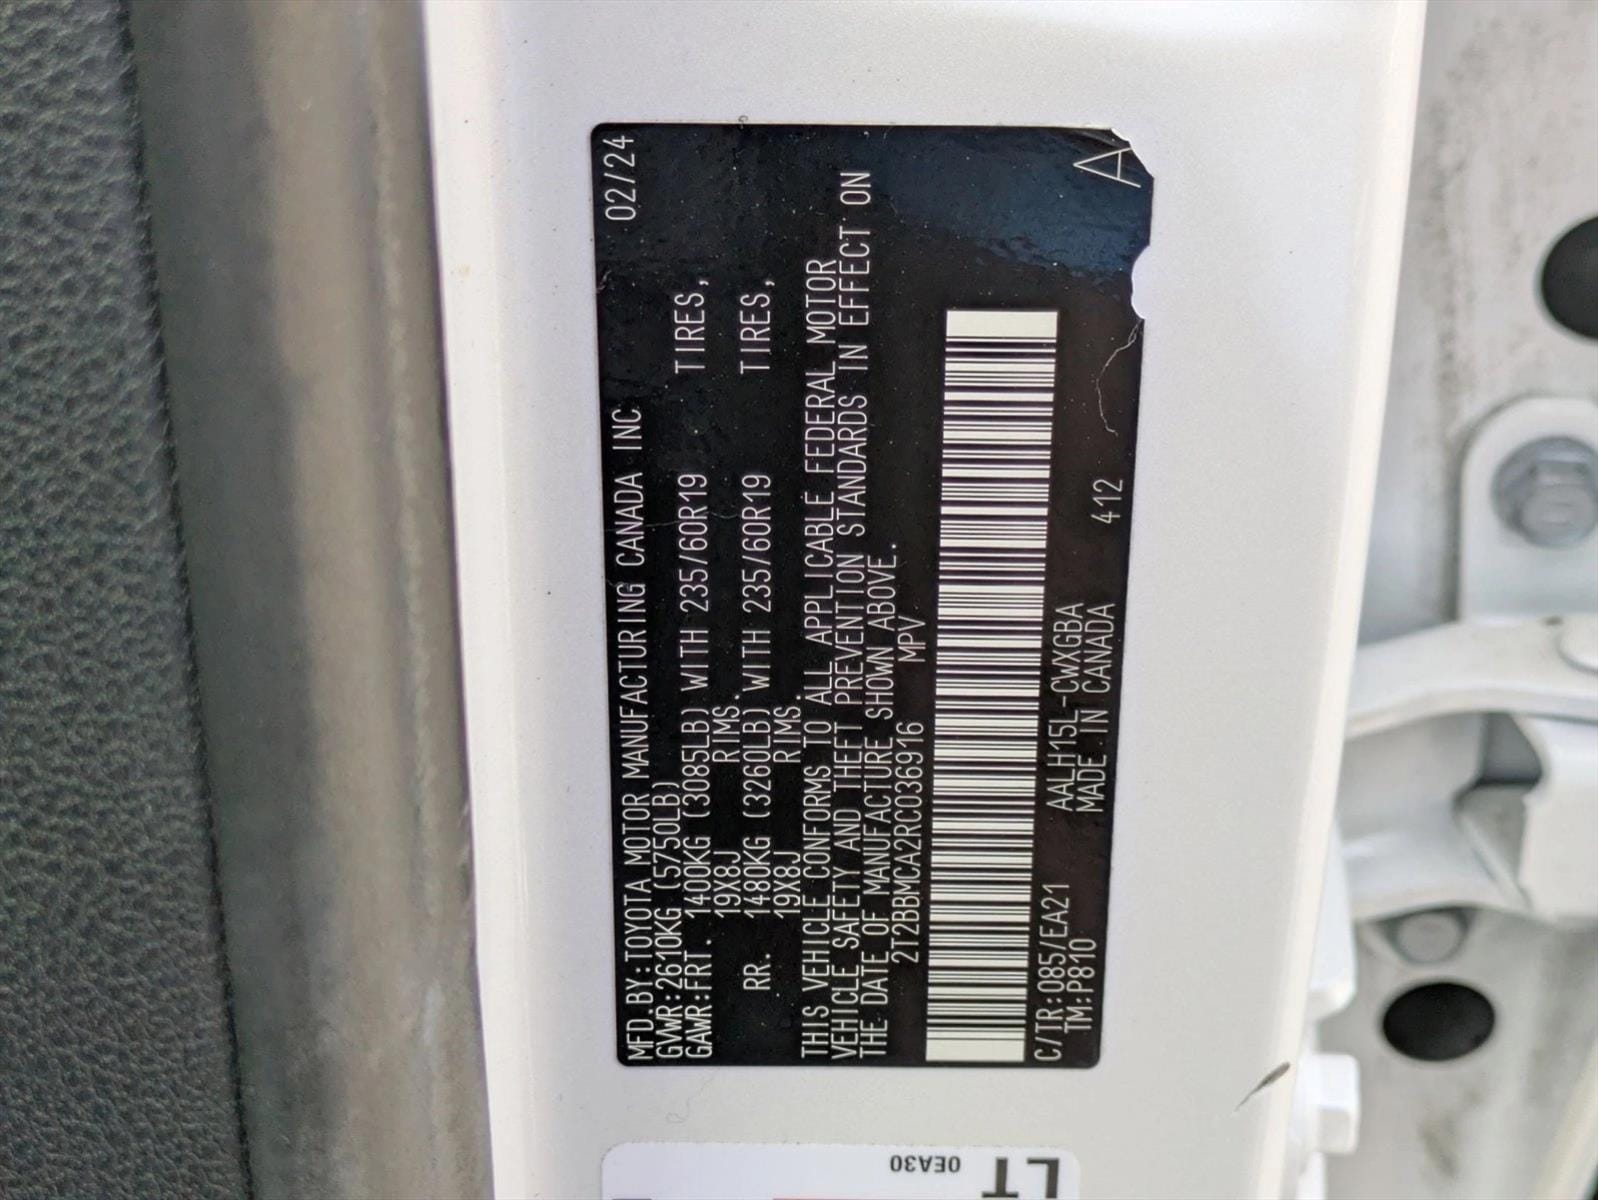 MFD.BY:TOYOTA MOTOR MANUFACTURING CANADA INC 02/24
GVWR:2610KG (5750LB)
GAWR:FRT. 1400KG (3085LB) WITH 235/60R19 TIRES,
19X8J RIMS.
RR. 1480KG (3260LB) WITH 235/60R19 TIRES,
19X8J RIMS.
THIS VEHICLE CONFORMS TO ALL APPLICABLE FEDERAL MOTOR
VEHICLE SAFETY AND THEFT PREVENTION STANDARDS IN EFFECT ON
THE DATE OF MANUFACTURE SHOWN ABOVE.
2T2BBMCA2RC036916 MPV
C/TR:085/EA21 AALH15L-CWXGBA
TM:P810 MADE IN CANADA 412 A
0EA30
LT